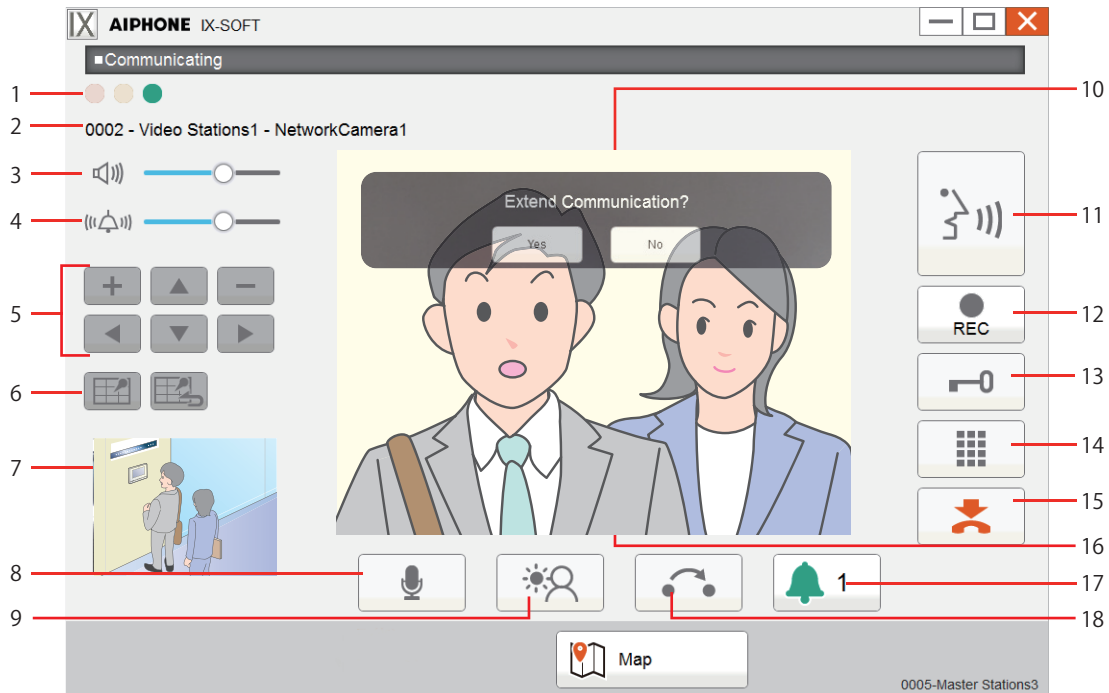 IX AIPHONE IX-SOFT
■Communicating
1
2
0002 - Video Stations1 - NetworkCamera1
3
4
5
6
7
8
9
Extend Communication?
Yes No
10
11
REC
12
13
14
15
16
1
17
18
Map
0005-Master Stations3